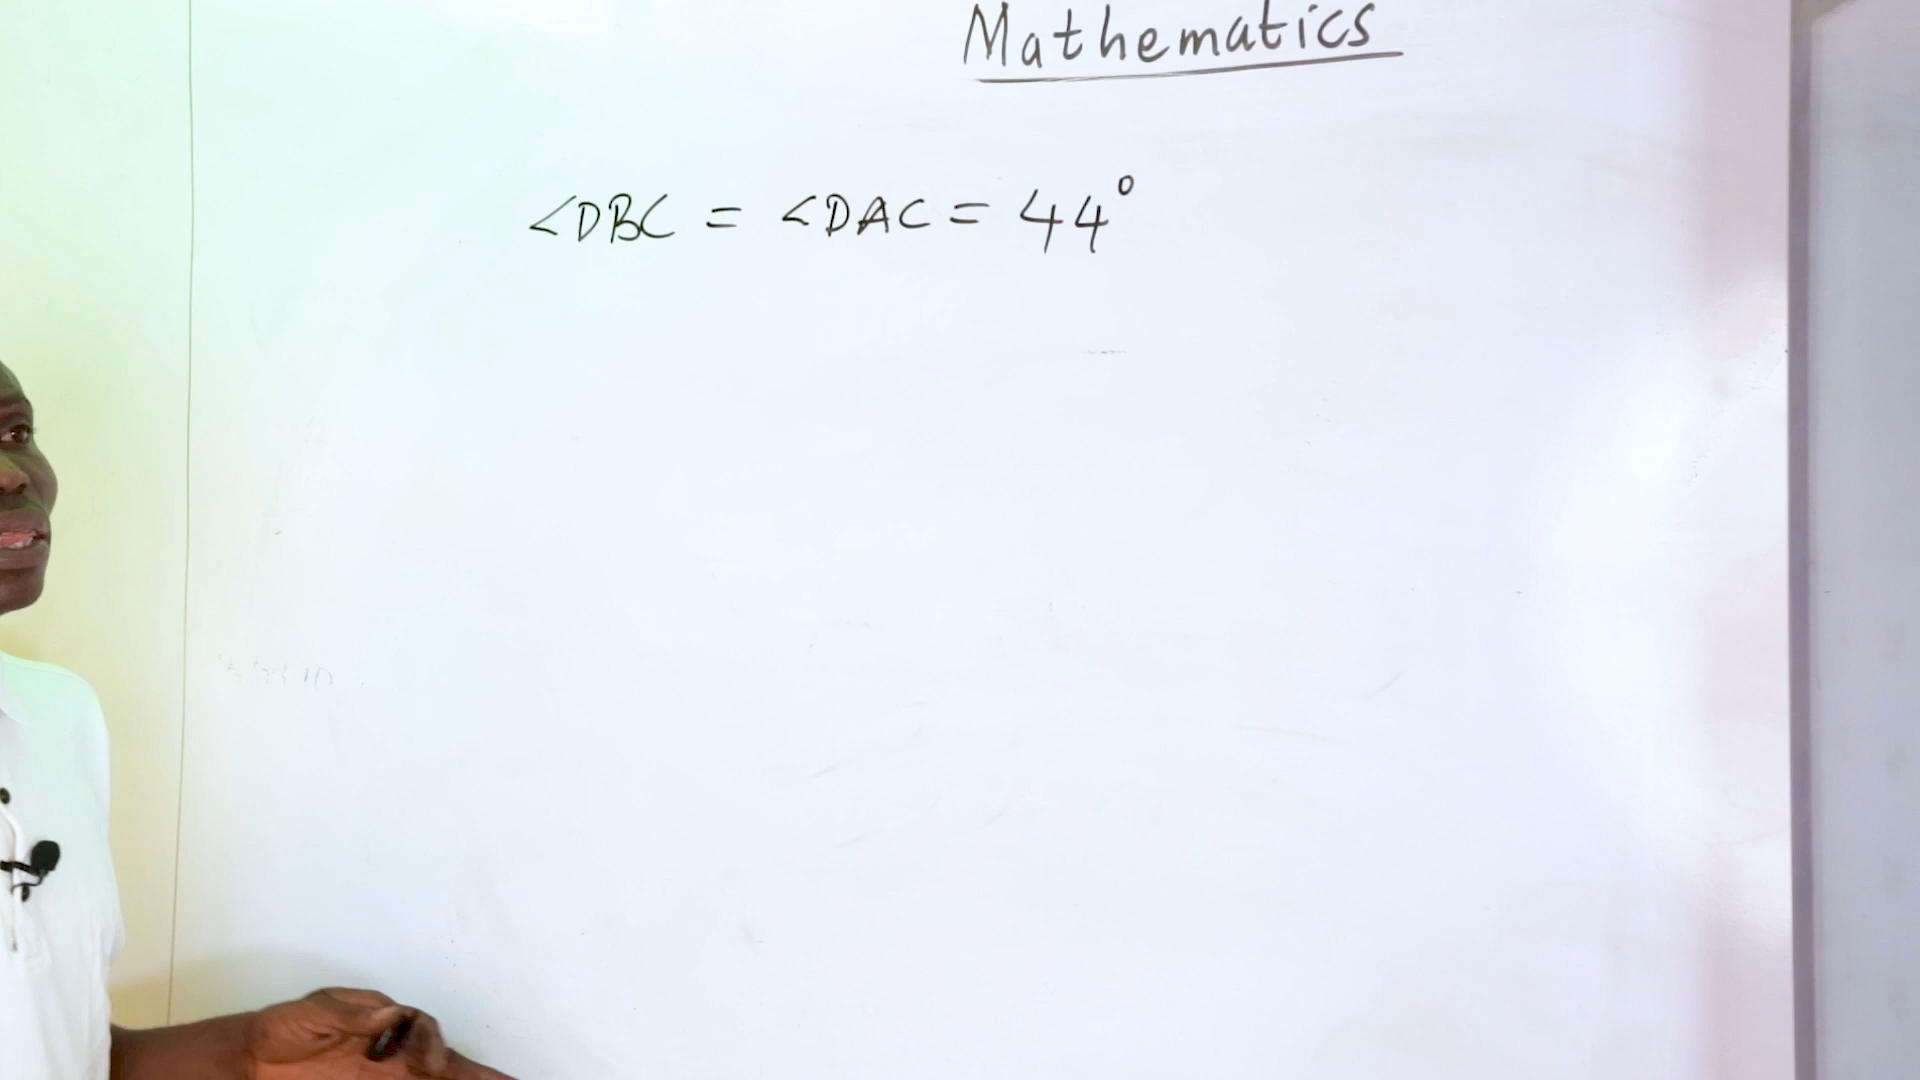 Mathematics
<DBC = <DAC = 44°